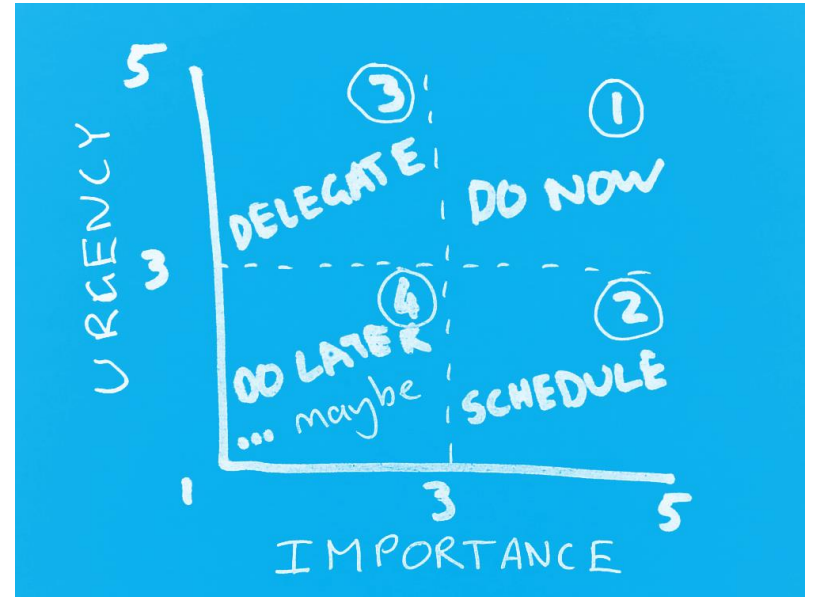 5
3
1
DELEGATE
DO NOW
URGENCY
3
4
2
DO LATER
... maybe
SCHEDULE
1
3
5
IMPORTANCE